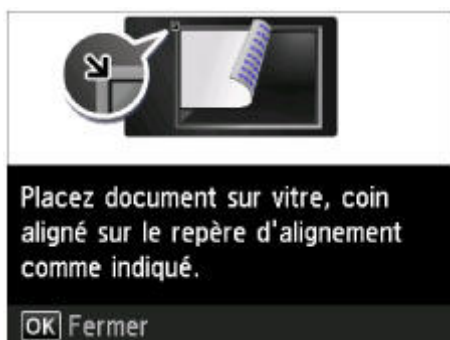 Placez document sur vitre, coin
aligné sur le repère d'alignement
comme indiqué.
OK Fermer